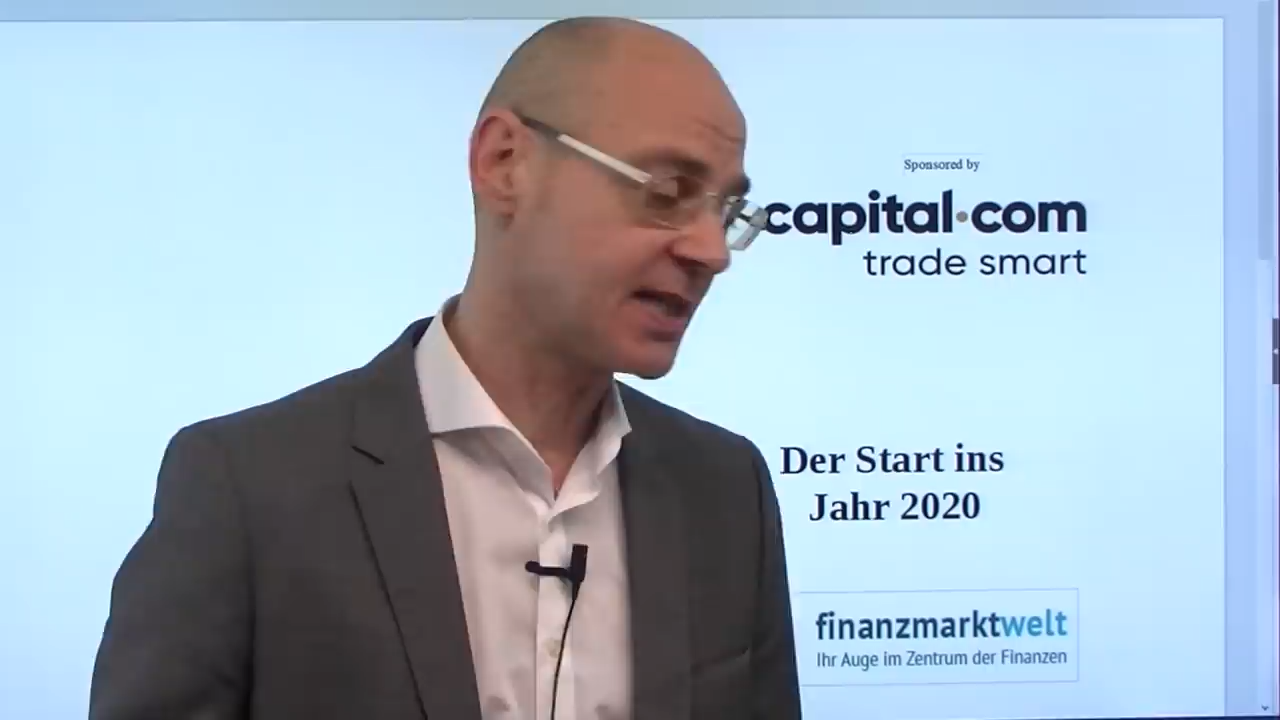 Sponsored by
capital·com
trade smart
Der Start ins
Jahr 2020
finanzmarktwelt
Ihr Auge im Zentrum der Finanzen